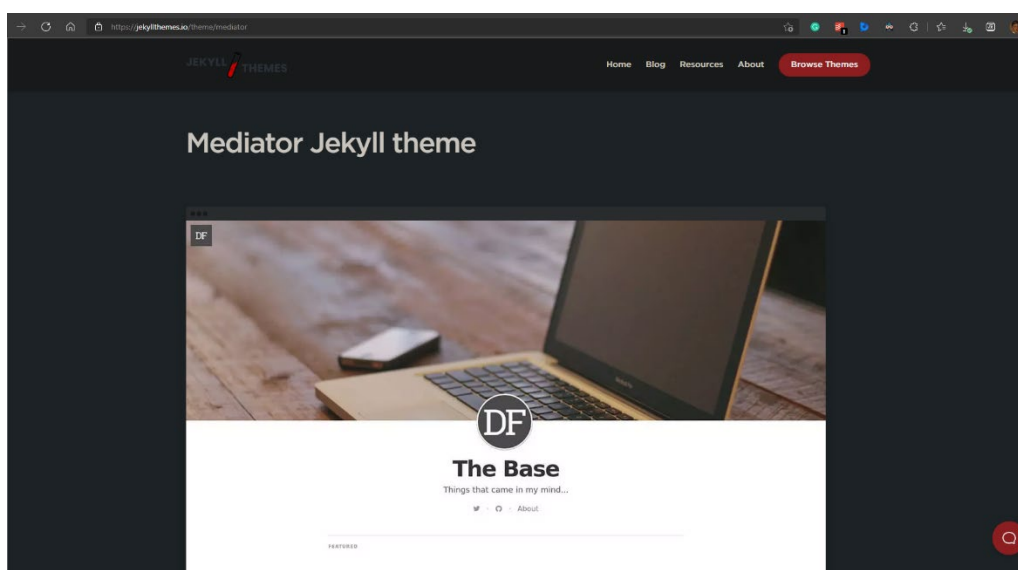 https://jekyllthemes.io/theme/mediator
JEKYLL THEMES
Home Blog Resources About Browse Themes
Mediator Jekyll theme
DF
DF
The Base
Things that came in my mind...
About
FEATURED